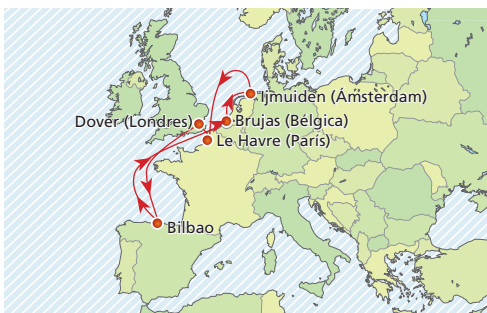 Ijmuiden (Ámsterdam)
Dover (Londres)
Brujas (Bélgica)
Le Havre (París)
Bilbao